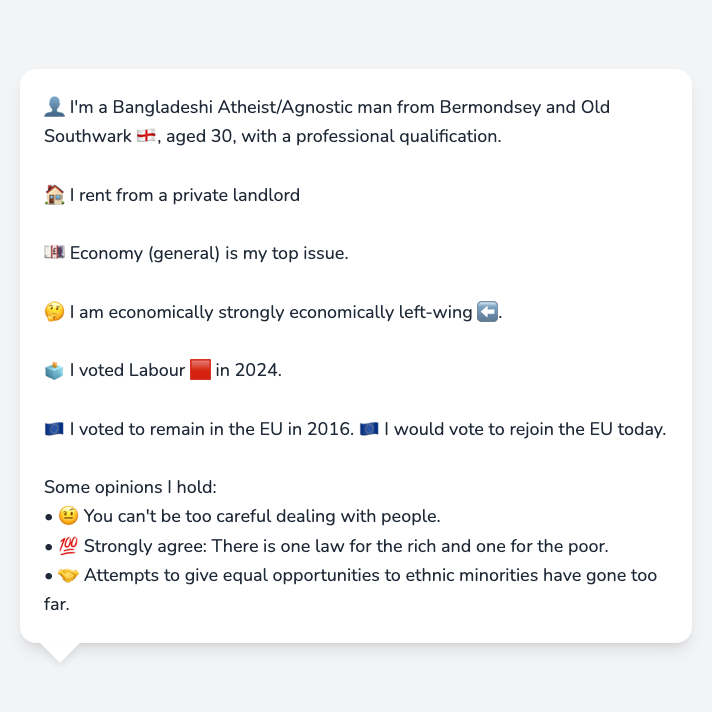 👤 I'm a Bangladeshi Atheist/Agnostic man from Bermondsey and Old
Southwark 🏴󠁧󠁢󠁥󠁮󠁧󠁿, aged 30, with a professional qualification.
🏠 I rent from a private landlord
💷 Economy (general) is my top issue.
🤔 I am economically strongly economically left-wing ⬅️.
🗳️ I voted Labour 🟥 in 2024.
🇪🇺 I voted to remain in the EU in 2016. 🇪🇺 I would vote to rejoin the EU today.
Some opinions I hold:
• 🤨 You can't be too careful dealing with people.
• 💯 Strongly agree: There is one law for the rich and one for the poor.
• 🤝 Attempts to give equal opportunities to ethnic minorities have gone too
far.